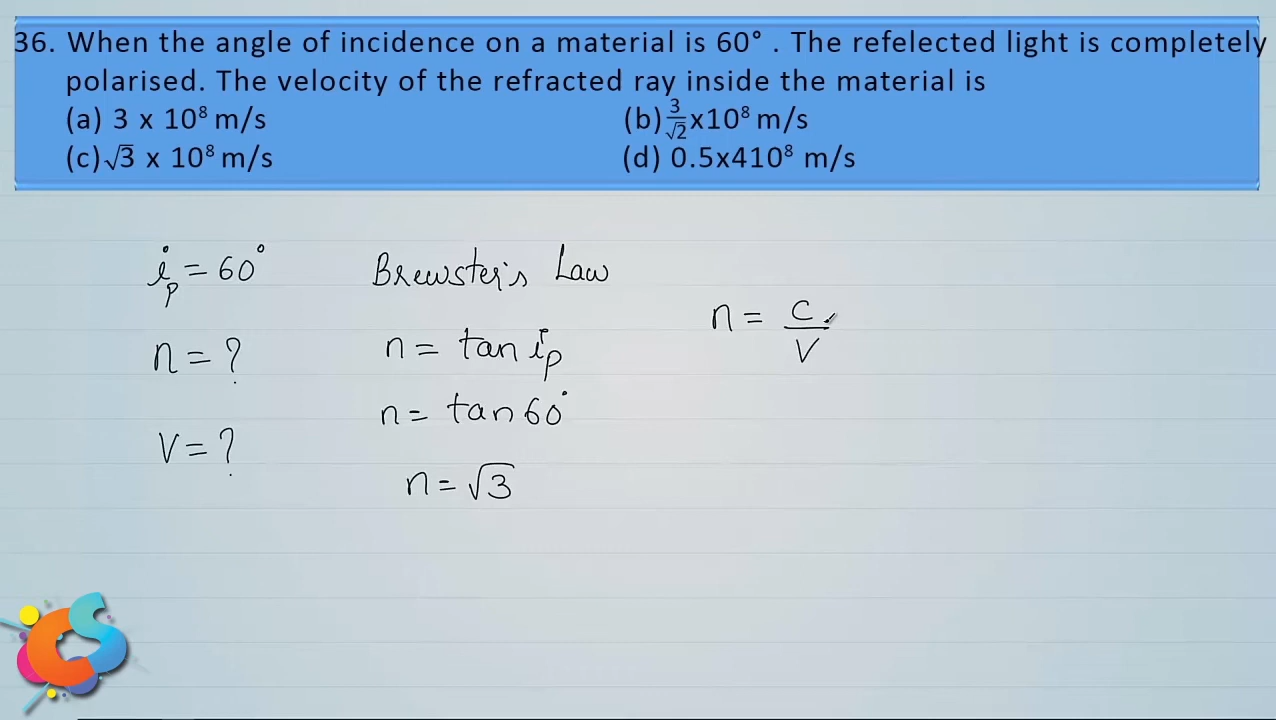 36. When the angle of incidence on a material is 60° . The refelected light is completely
polarised. The velocity of the refracted ray inside the material is
(a) 3 x 10⁸ m/s (b) 3/√2 x10⁸ m/s
(c) √3 x 10⁸ m/s (d) 0.5x410⁸ m/s
iₚ = 60°
n = ?
v = ?
Brewster's Law
n = tan iₚ
n = tan 60°
n = √3
n = c/v
CS